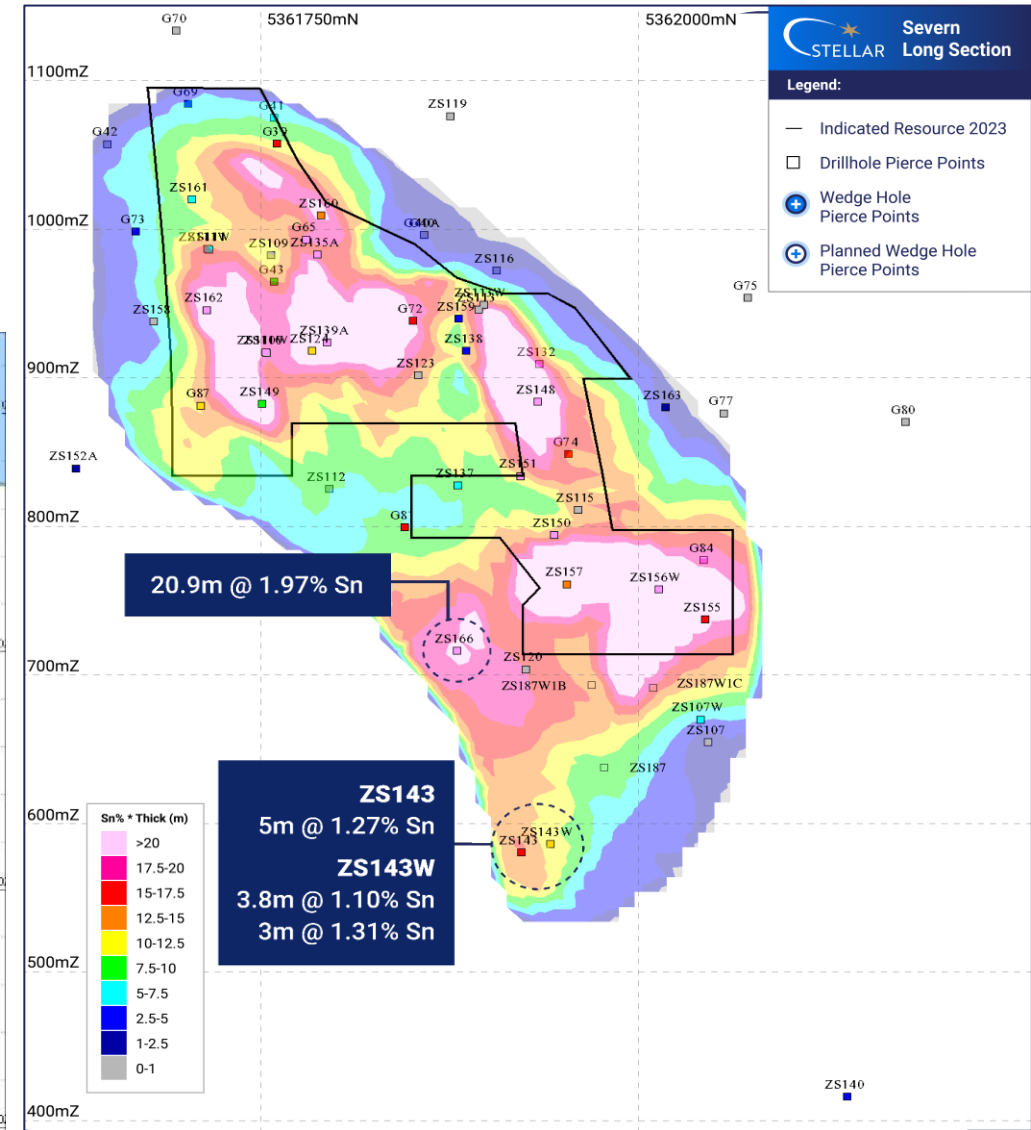 G70
5361750mN
5362000mN
STELLAR
Severn
Long Section
Legend:
Indicated Resource 2023
Drillhole Pierce Points
Wedge Hole
Pierce Points
Planned Wedge Hole
Pierce Points
1100mZ
G69
G41
ZS119
G42
G39
ZS161
ZS160
1000mZ
G73
G65
G40A
ZS109
ZS135A
ZS116
G43
G75
ZS162
ZS158
G72
ZS159
ZS113
ZS139A
ZS124
ZS138
ZS132
900mZ
ZS123
ZS149
ZS148
G87
ZS163
G77
G80
G74
ZS152A
ZS151
ZS112
ZS137
ZS115
800mZ
G8
ZS150
G84
20.9m @ 1.97% Sn
ZS157
ZS156W
ZS155
ZS166
700mZ
ZS120
ZS187W1B
ZS187W1C
ZS107W
ZS107
ZS187
600mZ
ZS143
5m @ 1.27% Sn
ZS143W
3.8m @ 1.10% Sn
3m @ 1.31% Sn
ZS143W
ZS143
Sn% * Thick (m)
>20
17.5-20
15-17.5
12.5-15
10-12.5
7.5-10
5-7.5
2.5-5
1-2.5
0-1
500mZ
400mZ
ZS140